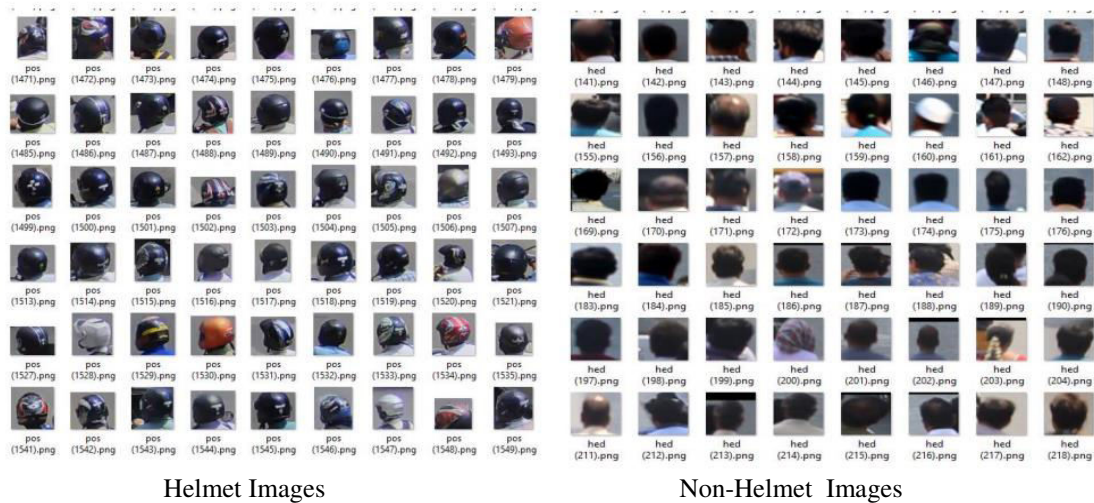 pos pos pos pos pos pos pos pos pos
(1471).png (1472).png (1473).png (1474).png (1475).png (1476).png (1477).png (1478).png (1479).png
pos pos pos pos pos pos pos pos pos
(1485).png (1486).png (1487).png (1488).png (1489).png (1490).png (1491).png (1492).png (1493).png
pos pos pos pos pos pos pos pos pos
(1499).png (1500).png (1501).png (1502).png (1503).png (1504).png (1505).png (1506).png (1507).png
pos pos pos pos pos pos pos pos pos
(1513).png (1514).png (1515).png (1516).png (1517).png (1518).png (1519).png (1520).png (1521).png
pos pos pos pos pos pos pos pos pos
(1527).png (1528).png (1529).png (1530).png (1531).png (1532).png (1533).png (1534).png (1535).png
pos pos pos pos pos pos pos pos pos
(1541).png (1542).png (1543).png (1544).png (1545).png (1546).png (1547).png (1548).png (1549).png
Helmet Images
hed hed hed hed hed hed hed hed
(141).png (142).png (143).png (144).png (145).png (146).png (147).png (148).png
hed hed hed hed hed hed hed hed
(155).png (156).png (157).png (158).png (159).png (160).png (161).png (162).png
hed hed hed hed hed hed hed hed
(169).png (170).png (171).png (172).png (173).png (174).png (175).png (176).png
hed hed hed hed hed hed hed hed
(183).png (184).png (185).png (186).png (187).png (188).png (189).png (190).png
hed hed hed hed hed hed hed hed
(197).png (198).png (199).png (200).png (201).png (202).png (203).png (204).png
hed hed hed hed hed hed hed hed
(211).png (212).png (213).png (214).png (215).png (216).png (217).png (218).png
Non-Helmet Images